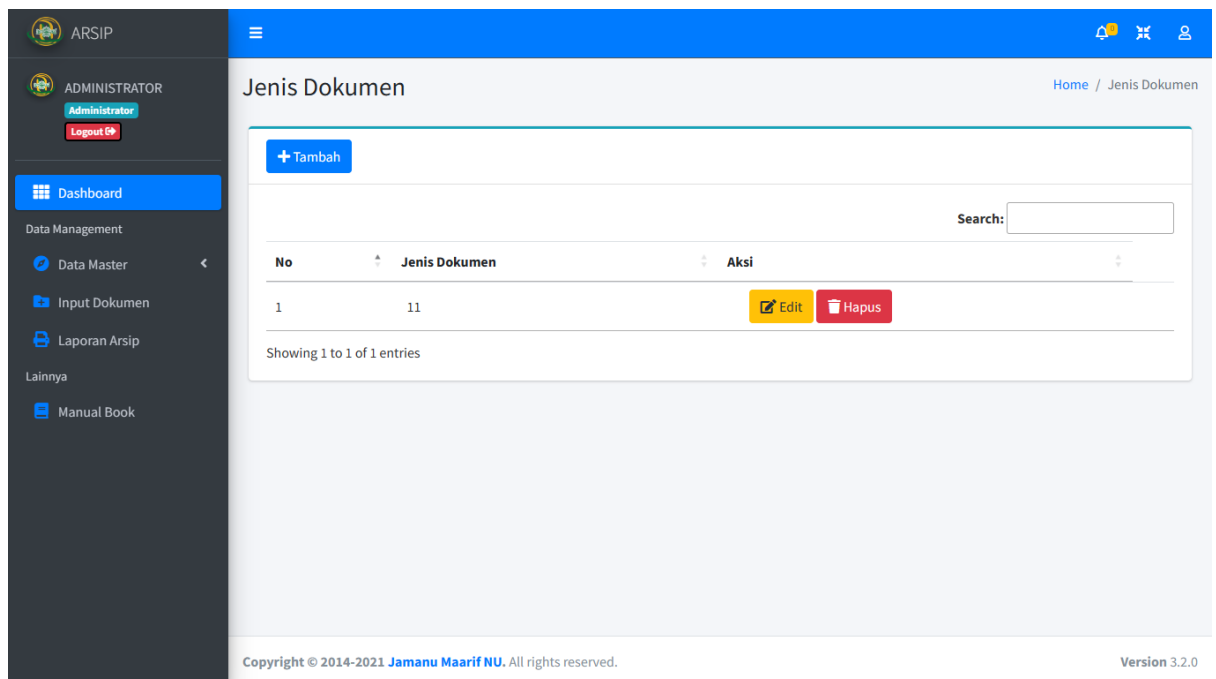 ARSIP
0
ADMINISTRATOR
Administrator
Logout
Dashboard
Data Management
Data Master
Input Dokumen
Laporan Arsip
Lainnya
Manual Book
Jenis Dokumen
Home / Jenis Dokumen
Tambah
Search:
No Jenis Dokumen Aksi
1 11 Edit Hapus
Showing 1 to 1 of 1 entries
Copyright © 2014-2021 Jamanu Maarif NU. All rights reserved.
Version 3.2.0